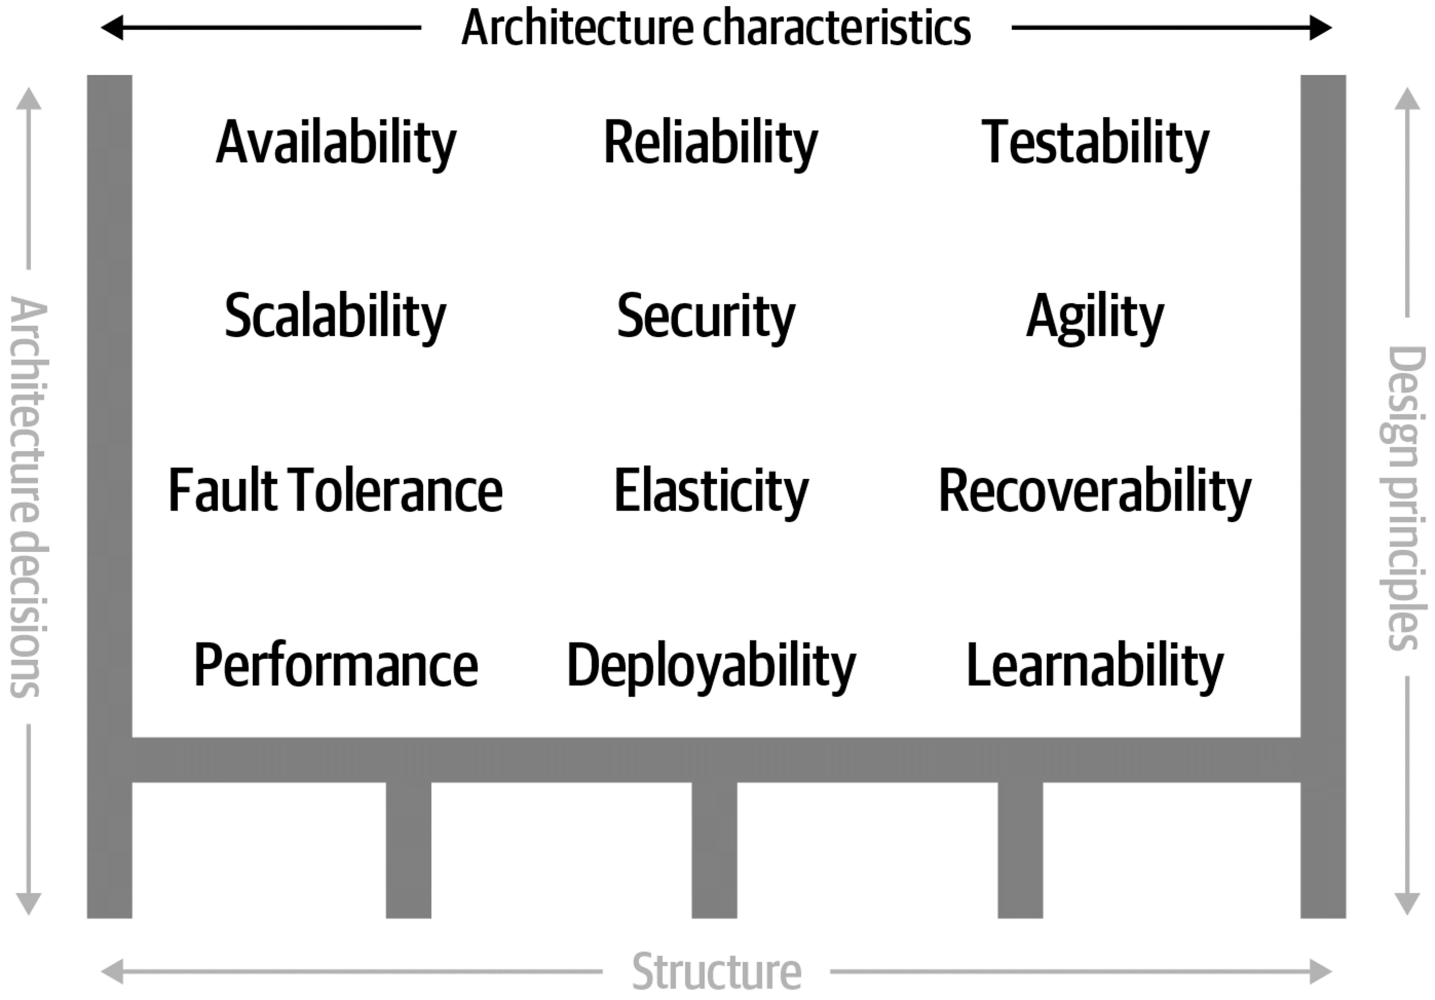 Architecture characteristics
Availability Reliability Testability
Scalability Security Agility
Fault Tolerance Elasticity Recoverability
Performance Deployability Learnability
Architecture decisions
Design principles
Structure